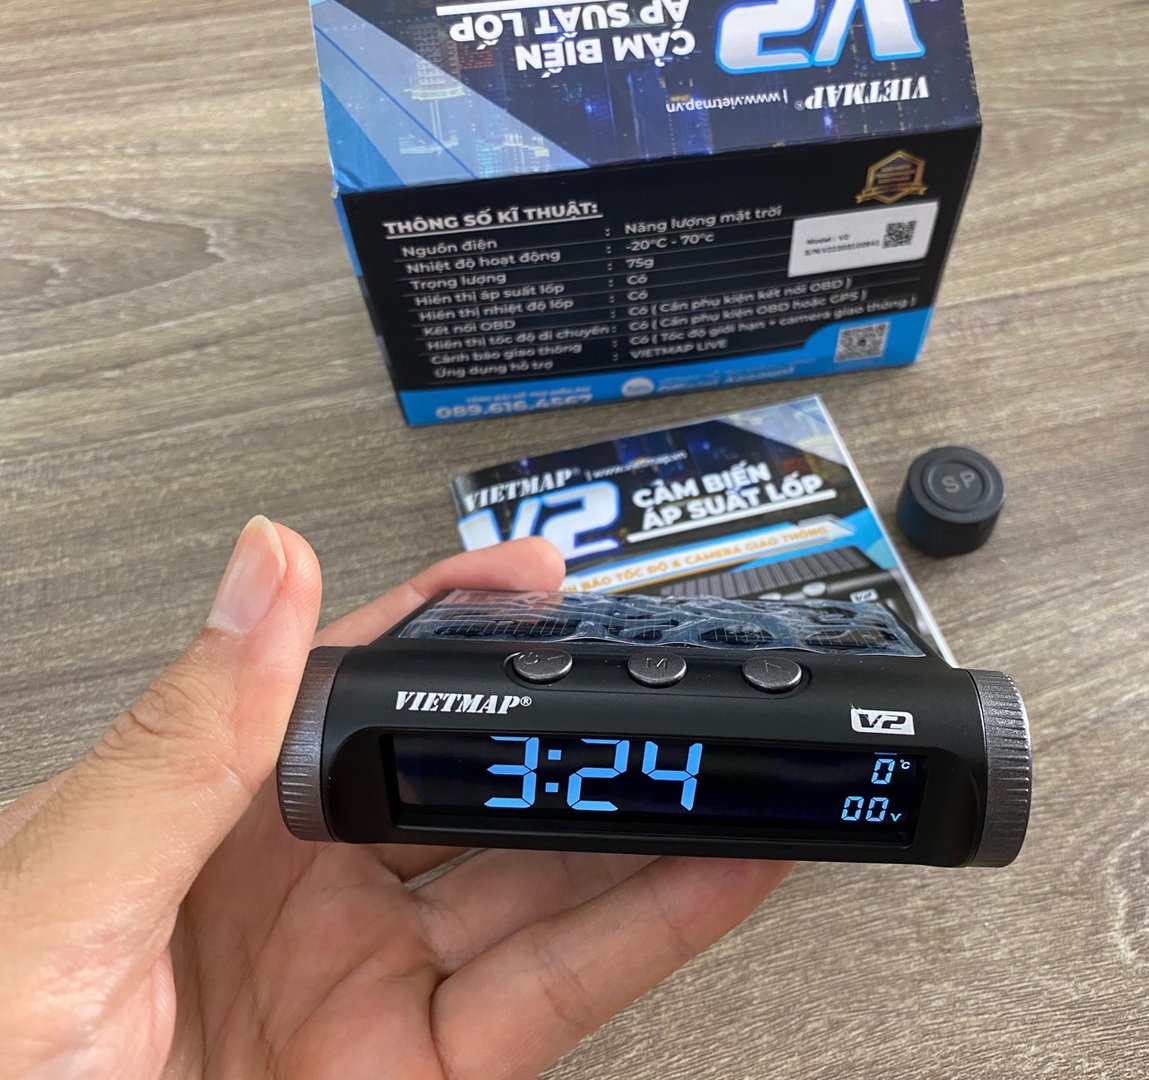 VIETMAP® | www.vietmap.vn
V2 CẢM BIẾN
ÁP SUẤT LỐP
THÔNG SỐ KĨ THUẬT:
Nguồn điện : Năng lượng mặt trời
Nhiệt độ hoạt động : -20°C - 70°c
Trọng lượng : 75g
Hiển thị áp suất lốp : Có
Hiển thị nhiệt độ lốp : Có
Kết nối OBD : Có ( Cần phụ kiện kết nối OBD )
Hiển thị tốc độ di chuyển : Có ( Cần phụ kiện OBD hoặc GPS )
Cảnh báo giao thông : Có ( Tốc độ giới hạn + camera giao thông )
Ứng dụng hỗ trợ : VIETMAP LIVE
Model : V2
089.616.4567
VIETMAP® | www.vietmap.vn
V2 CẢM BIẾN
ÁP SUẤT LỐP
BÁO TỐC ĐỘ & CAMERA GIAO THÔNG
V2
SP
M
VIETMAP®
V2
3:24
0°C
00V